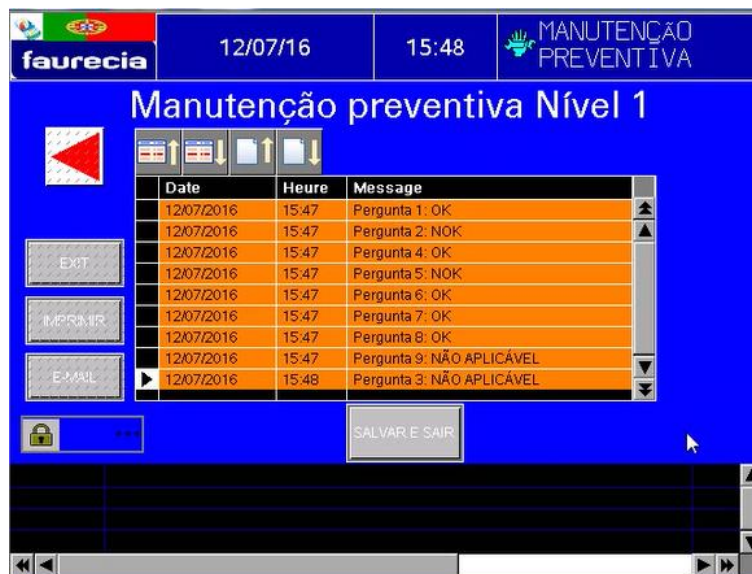 faurecia
12/07/16
15:48
MANUTENÇÃO
PREVENTIVA
Manutenção preventiva Nível 1
Date Heure Message
12/07/2016 15:47 Pergunta 1: OK
12/07/2016 15:47 Pergunta 2: NOK
12/07/2016 15:47 Pergunta 4: OK
12/07/2016 15:47 Pergunta 5: NOK
12/07/2016 15:47 Pergunta 6: OK
12/07/2016 15:47 Pergunta 7: OK
12/07/2016 15:47 Pergunta 8: OK
12/07/2016 15:47 Pergunta 9: NÃO APLICÁVEL
12/07/2016 15:48 Pergunta 3: NÃO APLICÁVEL
EXIT
IMPRIMIR
E-MAIL
***
SALVAR E SAIR